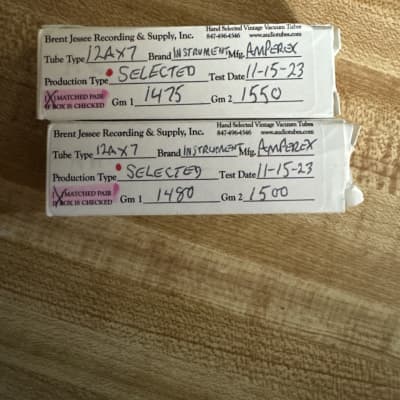 Brent Jessee Recording & Supply, Inc. Hand Selected Vintage Vacuum Tubes
847-496-4546 www.audiotubes.com
Tube Type 12AX7 Brand INSTRUMENT Mfg. AMPEREX
Production Type SELECTED Test Date 11-15-23
MATCHED PAIR Gm 1 1475 Gm 2 1550
IF BOX IS CHECKED
Brent Jessee Recording & Supply, Inc. Hand Selected Vintage Vacuum Tubes
847-496-4546 www.audiotubes.com
Tube Type 12AX7 Brand INSTRUMENT Mfg. AMPEREX
Production Type SELECTED Test Date 11-15-23
MATCHED PAIR Gm 1 1480 Gm 2 1500
IF BOX IS CHECKED